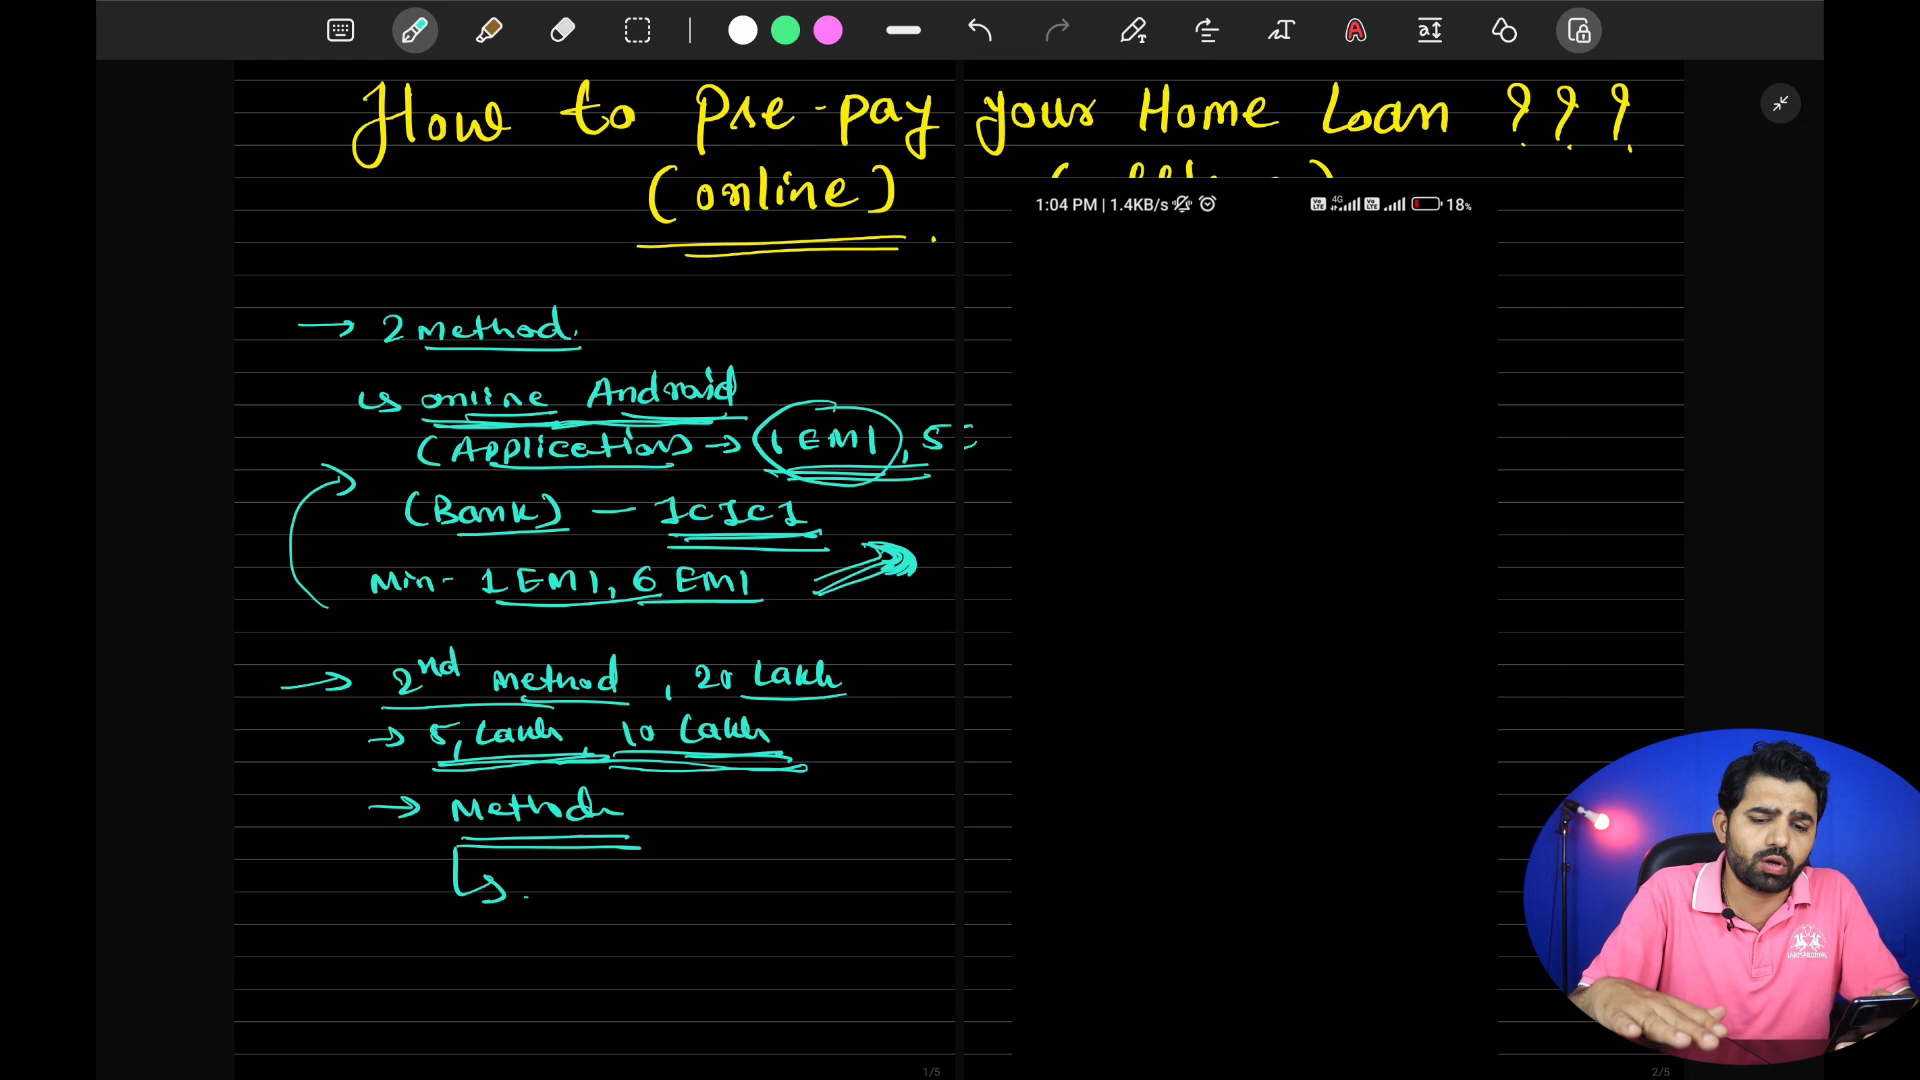 How to Pre-pay your Home Loan ???
(online)
1:04 PM | 1.4KB/s
4G 18%
→ 2 Method.
↳ online Android
(Application) → 1 EMI, 5
(Bank) — ICICI
Min- 1 EMI, 6 EMI
→ 2nd Method, 20 Lakh
→ 5, Lakh 10 Lakh
→ Method
1/5
2/5